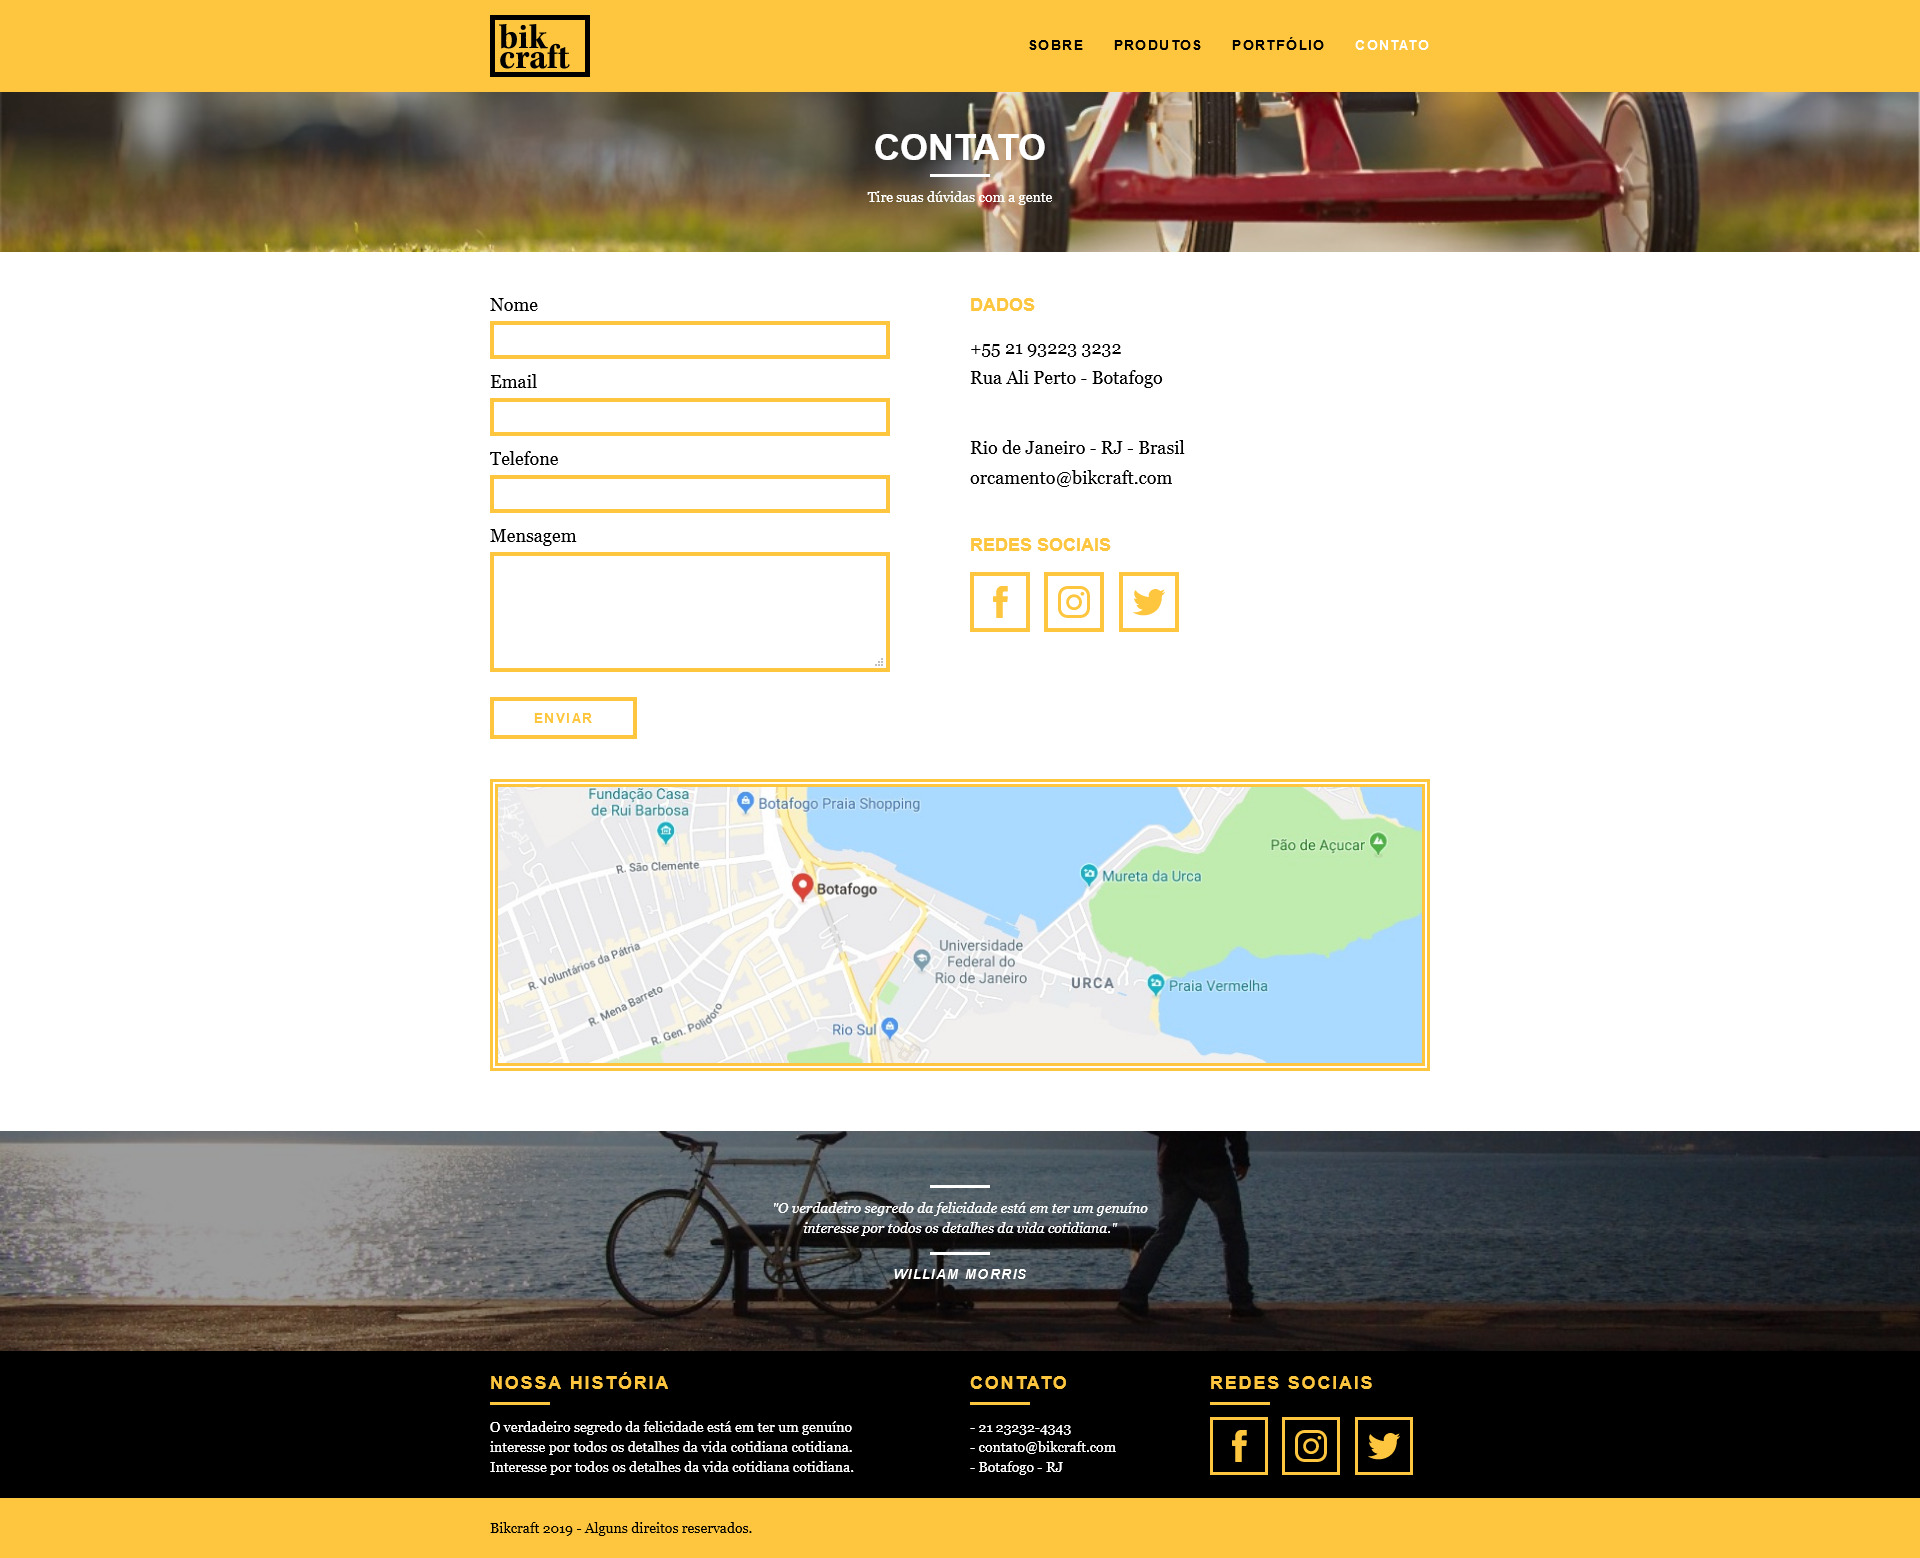 bik
craft
SOBRE PRODUTOS PORTFÓLIO CONTATO
CONTATO
Tire suas dúvidas com a gente
Nome
Email
Telefone
Mensagem
ENVIAR
DADOS
+55 21 93223 3232
Rua Ali Perto - Botafogo
Rio de Janeiro - RJ - Brasil
orcamento@bikcraft.com
REDES SOCIAIS
Fundação Casa
de Rui Barbosa
Botafogo Praia Shopping
R. São Clemente
Botafogo
Pão de Açucar
Mureta da Urca
R. Voluntários da Pátria
Universidade
Federal do
Rio de Janeiro
URCA
Praia Vermelha
R. Mena Barreto
R. Gen. Polidoro
Rio Sul
"O verdadeiro segredo da felicidade está em ter um genuíno
interesse por todos os detalhes da vida cotidiana."
WILLIAM MORRIS
NOSSA HISTÓRIA
O verdadeiro segredo da felicidade está em ter um genuíno
interesse por todos os detalhes da vida cotidiana cotidiana.
Interesse por todos os detalhes da vida cotidiana cotidiana.
CONTATO
- 21 23232-4343
- contato@bikcraft.com
- Botafogo - RJ
REDES SOCIAIS
Bikcraft 2019 - Alguns direitos reservados.